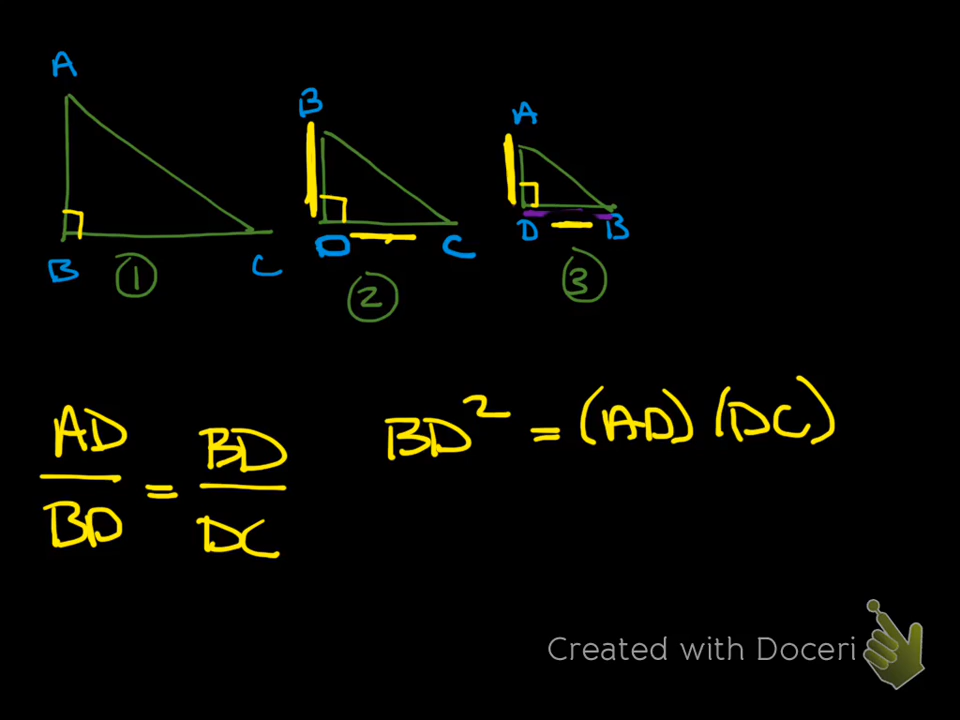 A
B
A
B
C
D
C
D
B
1
2
3
AD/BD = BD/DC
BD² = (AD)(DC)
Created with Doceri